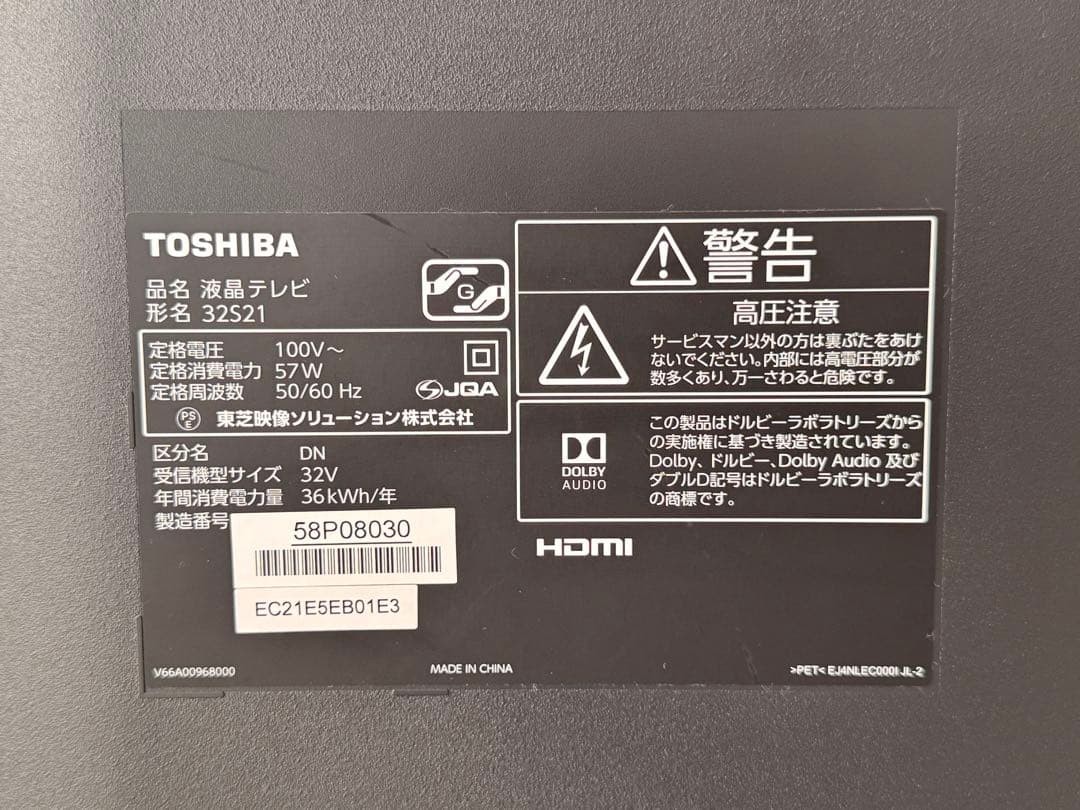 TOSHIBA
品名 液晶テレビ
形名 32S21
G
定格電圧 100V～
定格消費電力 57W
定格周波数 50/60 Hz
JQA
PSE 東芝映像ソリューション株式会社
区分名 DN
受信機型サイズ 32V
年間消費電力量 36kWh/年
製造番号
58P08030
EC21E5EB01E3
警告
高圧注意
サービスマン以外の方は裏ぶたをあけ
ないでください。内部には高電圧部分が
数多くあり、万一さわると危険です。
DOLBY
AUDIO
この製品はドルビーラボラトリーズから
の実施権に基づき製造されています。
Dolby、ドルビー、Dolby Audio 及び
ダブルD記号はドルビーラボラトリーズ
の商標です。
HDMI
V66A00968000
MADE IN CHINA
>PET< EJ4NLEC000I JL-2